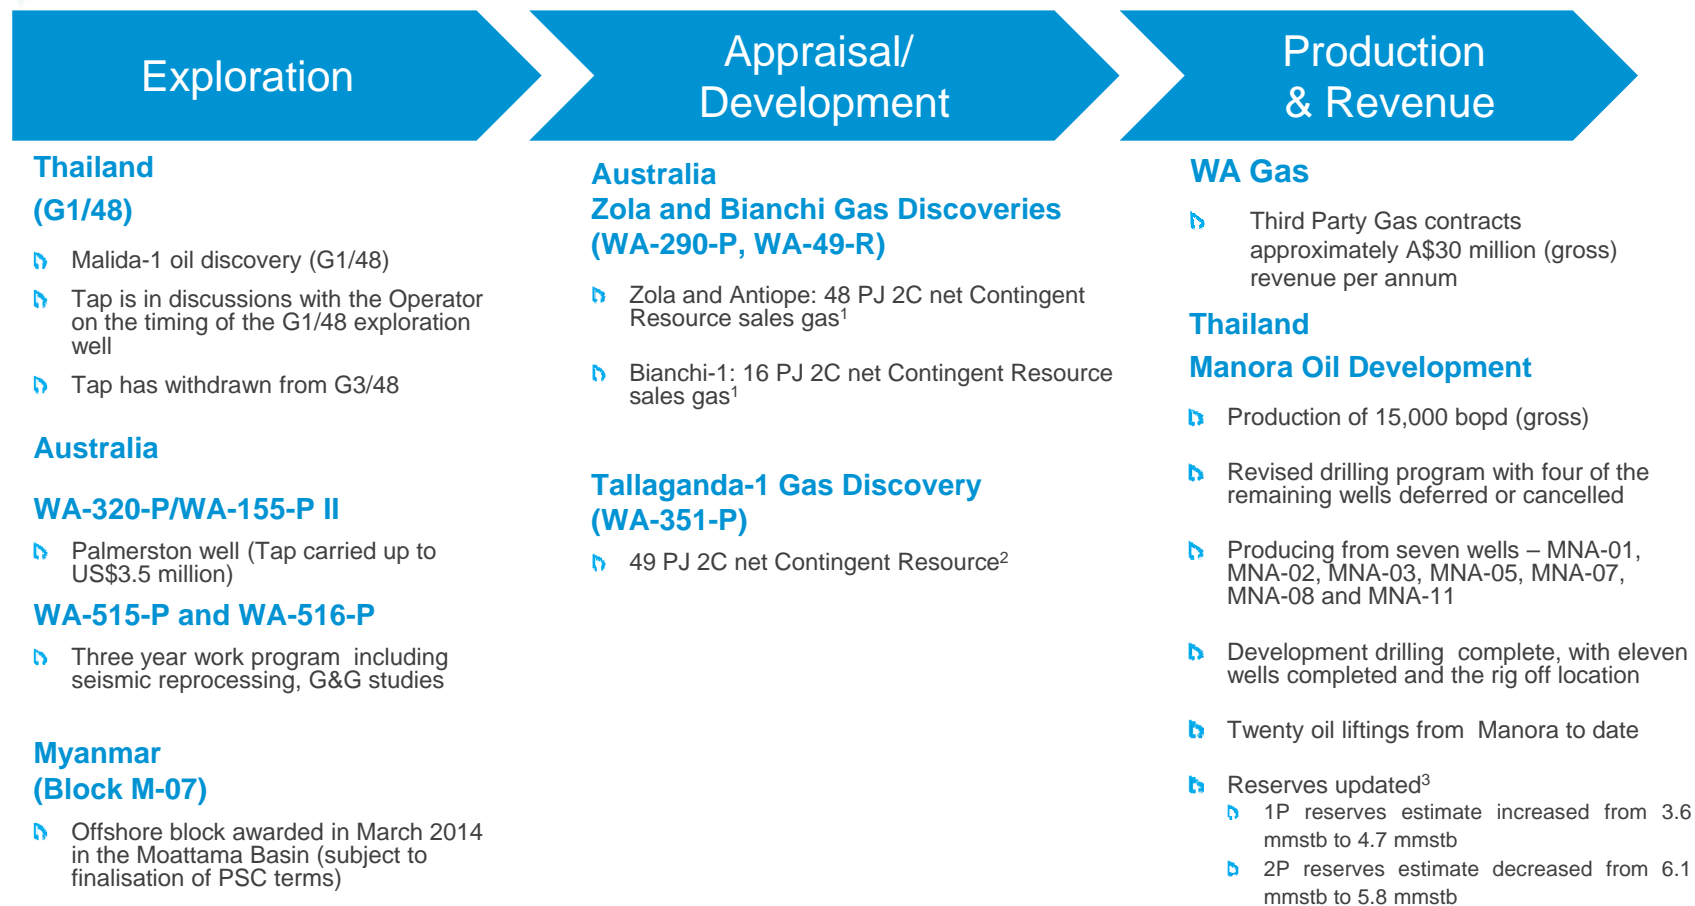 Exploration
Appraisal/
Development
Production
& Revenue
Thailand
(G1/48)
Malida-1 oil discovery (G1/48)
Tap is in discussions with the Operator
on the timing of the G1/48 exploration
well
Tap has withdrawn from G3/48
Australia
WA-320-P/WA-155-P II
Palmerston well (Tap carried up to
US$3.5 million)
WA-515-P and WA-516-P
Three year work program including
seismic reprocessing, G&G studies
Myanmar
(Block M-07)
Offshore block awarded in March 2014
in the Moattama Basin (subject to
finalisation of PSC terms)
Australia
Zola and Bianchi Gas Discoveries
(WA-290-P, WA-49-R)
Zola and Antiope: 48 PJ 2C net Contingent
Resource sales gas¹
Bianchi-1: 16 PJ 2C net Contingent Resource
sales gas¹
Tallaganda-1 Gas Discovery
(WA-351-P)
49 PJ 2C net Contingent Resource²
WA Gas
Third Party Gas contracts
approximately A$30 million (gross)
revenue per annum
Thailand
Manora Oil Development
Production of 15,000 bopd (gross)
Revised drilling program with four of the
remaining wells deferred or cancelled
Producing from seven wells – MNA-01,
MNA-02, MNA-03, MNA-05, MNA-07,
MNA-08 and MNA-11
Development drilling complete, with eleven
wells completed and the rig off location
Twenty oil liftings from Manora to date
Reserves updated³
1P reserves estimate increased from 3.6
mmstb to 4.7 mmstb
2P reserves estimate decreased from 6.1
mmstb to 5.8 mmstb